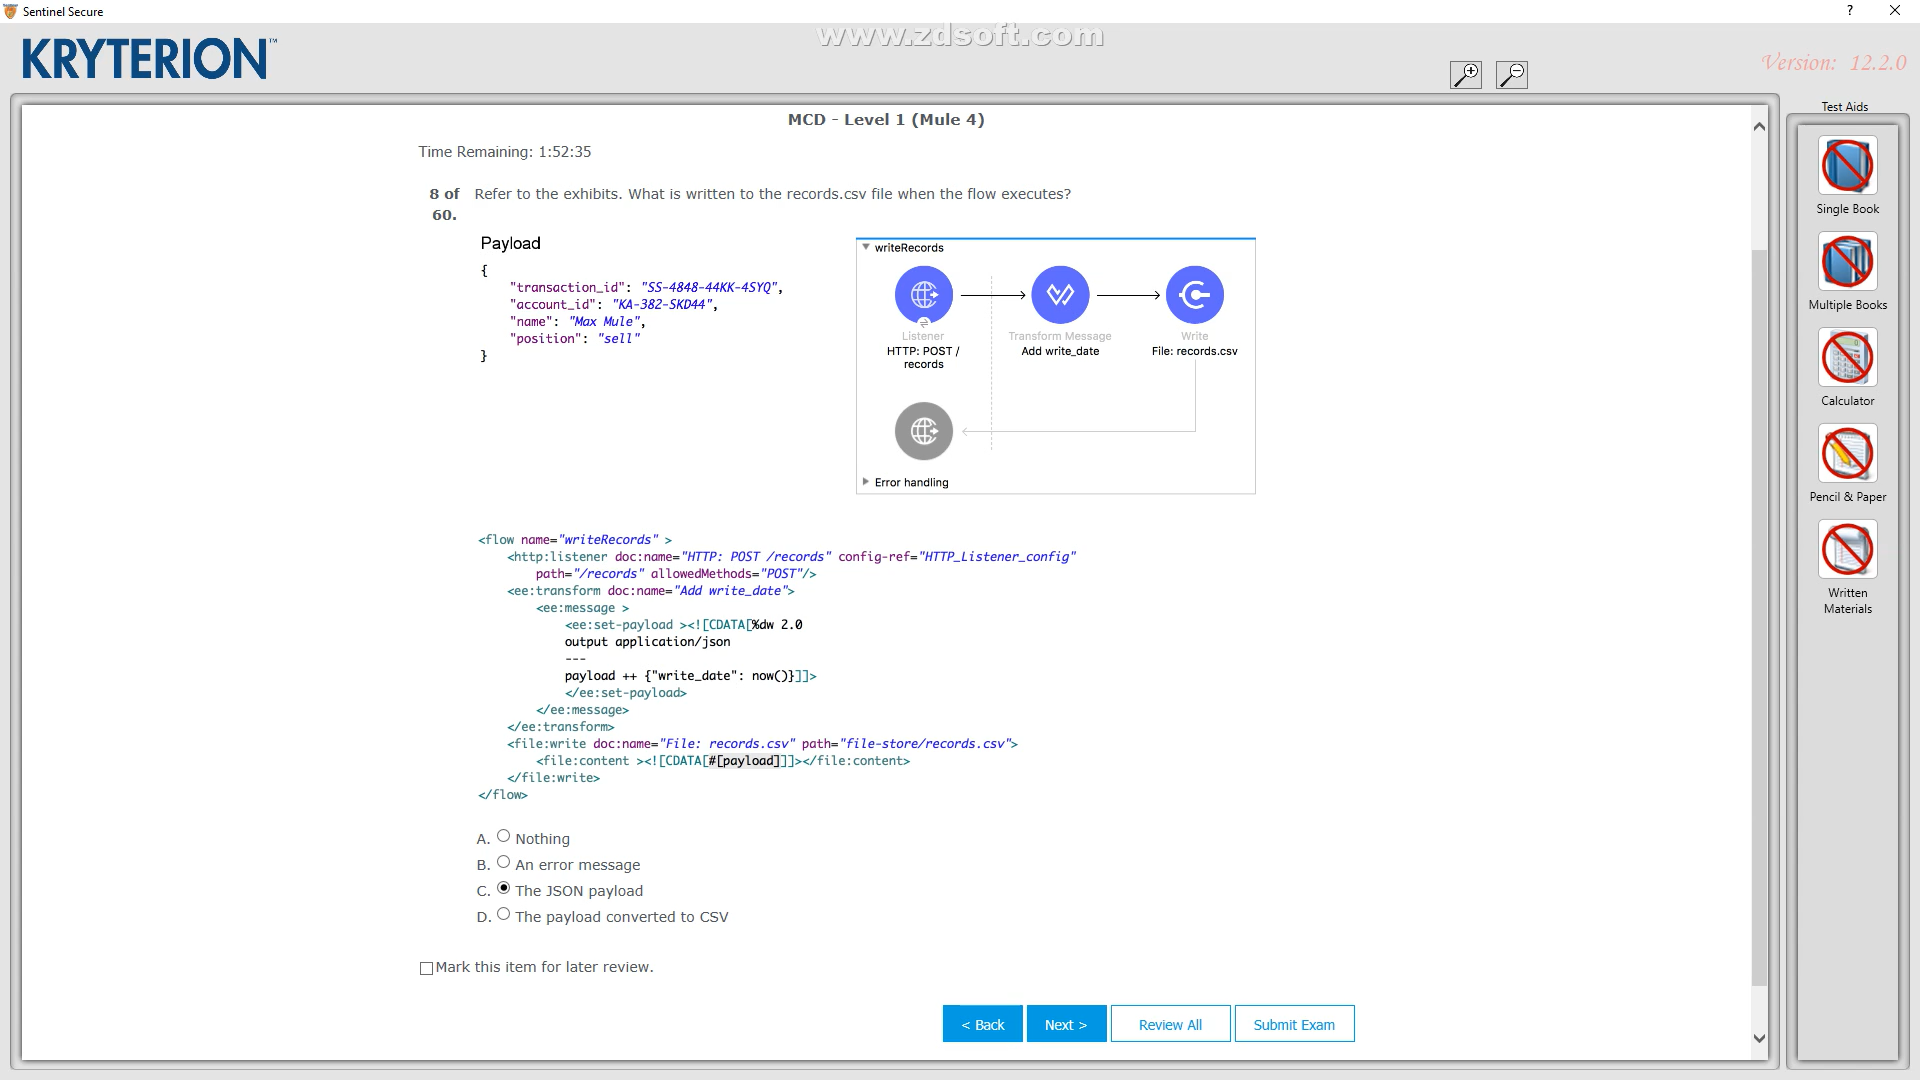 Sentinel Secure
?
KRYTERION™
www.zdsoft.com
Version: 12.2.0
Test Aids
MCD - Level 1 (Mule 4)
Time Remaining: 1:52:35
8 of 60. Refer to the exhibits. What is written to the records.csv file when the flow executes?
Payload
{
"transaction_id": "SS-4848-44KK-4SYQ",
"account_id": "KA-382-SKD44",
"name": "Max Mule",
"position": "sell"
}
writeRecords
Listener
HTTP: POST /
records
Transform Message
Add write_date
Write
File: records.csv
Error handling
<flow name="writeRecords" >
<http:listener doc:name="HTTP: POST /records" config-ref="HTTP_Listener_config"
path="/records" allowedMethods="POST"/>
<ee:transform doc:name="Add write_date">
<ee:message >
<ee:set-payload ><![CDATA[%dw 2.0
output application/json
---
payload ++ {"write_date": now()}]]>
</ee:set-payload>
</ee:message>
</ee:transform>
<file:write doc:name="File: records.csv" path="file-store/records.csv">
<file:content ><![CDATA[#[payload]]]></file:content>
</file:write>
</flow>
A. Nothing
B. An error message
C. The JSON payload
D. The payload converted to CSV
Mark this item for later review.
< Back
Next >
Review All
Submit Exam
Single Book
Multiple Books
Calculator
Pencil & Paper
Written
Materials